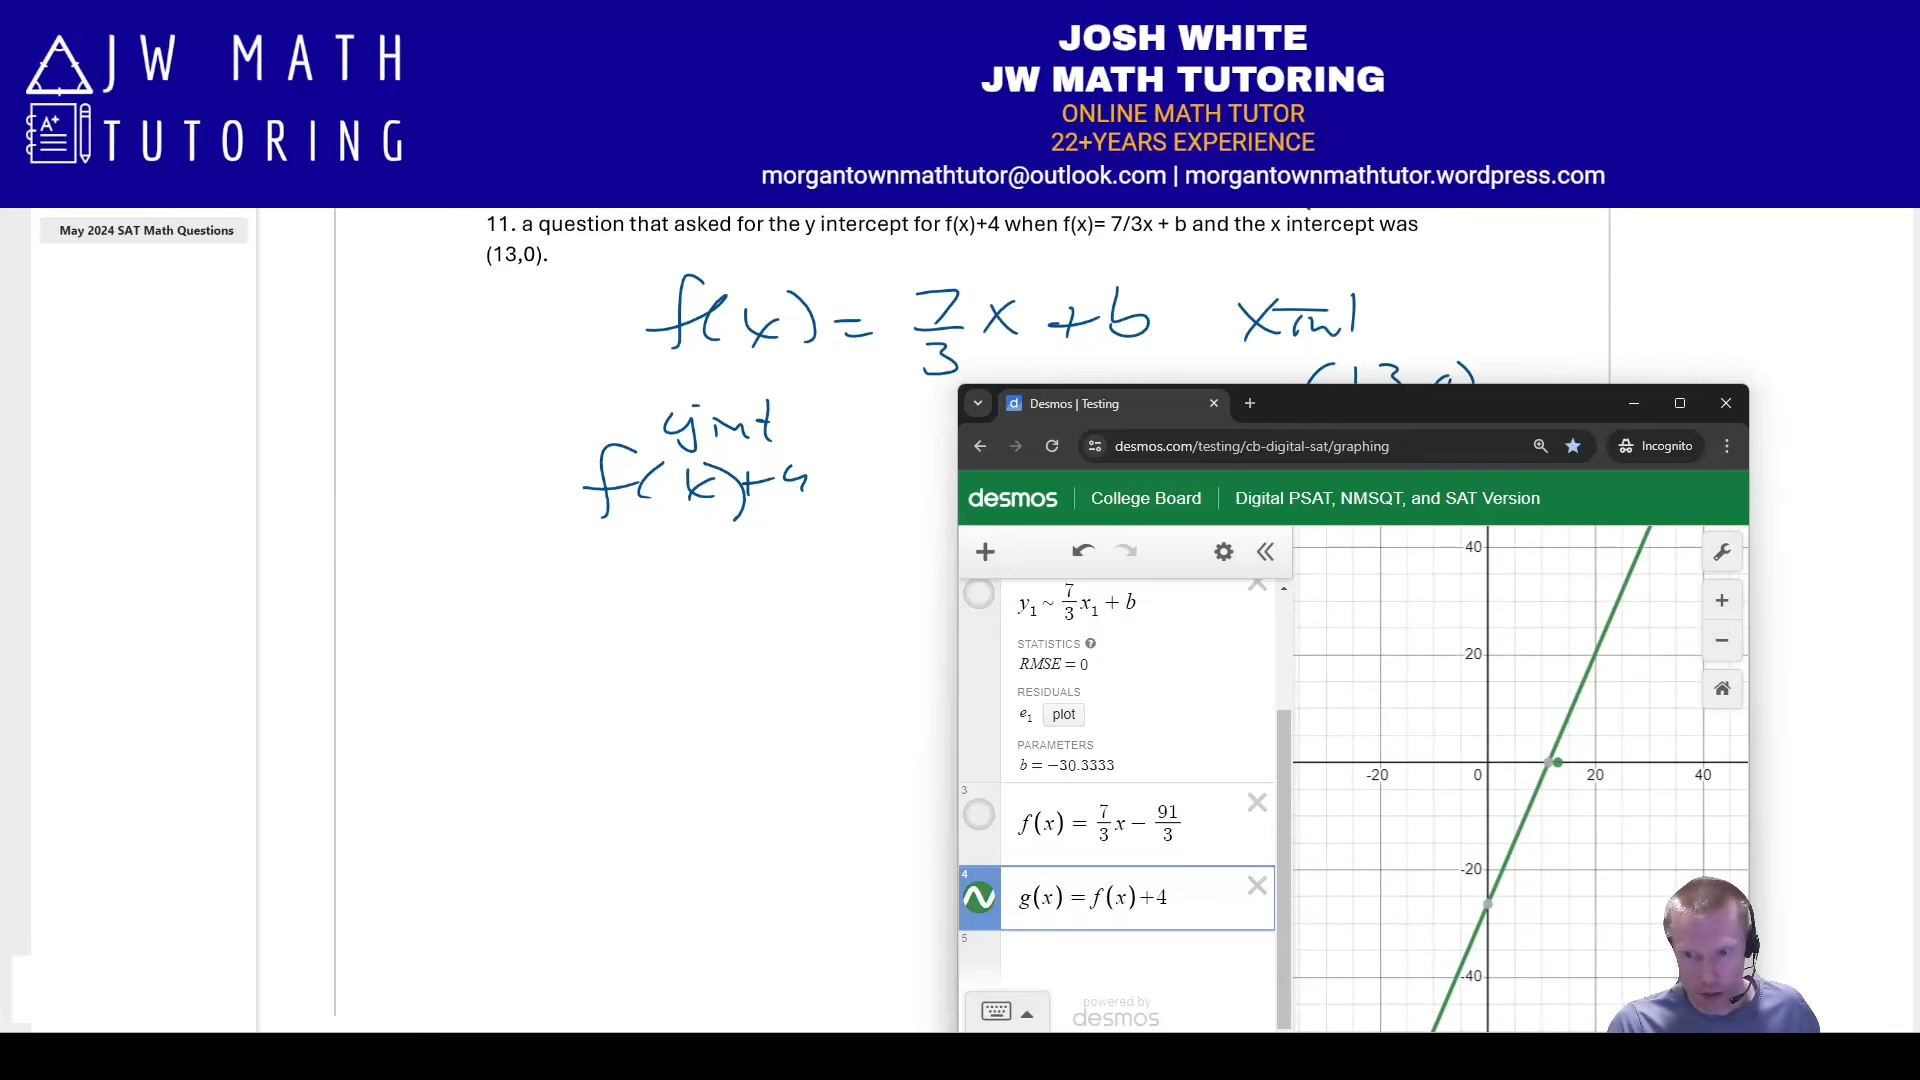 JW MATH
TUTORING
A+
JOSH WHITE
JW MATH TUTORING
ONLINE MATH TUTOR
22+YEARS EXPERIENCE
morgantownmathtutor@outlook.com | morgantownmathtutor.wordpress.com
May 2024 SAT Math Questions
11. a question that asked for the y intercept for f(x)+4 when f(x)= 7/3x + b and the x intercept was
(13,0).
f(x) = 7/3 x + b x int
(13,0)
y int
f(x)+4
Desmos | Testing
desmos.com/testing/cb-digital-sat/graphing
Incognito
desmos College Board Digital PSAT, NMSQT, and SAT Version
y₁ ~ 7/3 x₁ + b
STATISTICS
RMSE = 0
RESIDUALS
e₁ plot
PARAMETERS
b = −30.3333
3
f(x) = 7/3 x − 91/3
4
g(x) = f(x)+4
5
powered by
desmos
40
20
-20 0 20 40
-20
-40